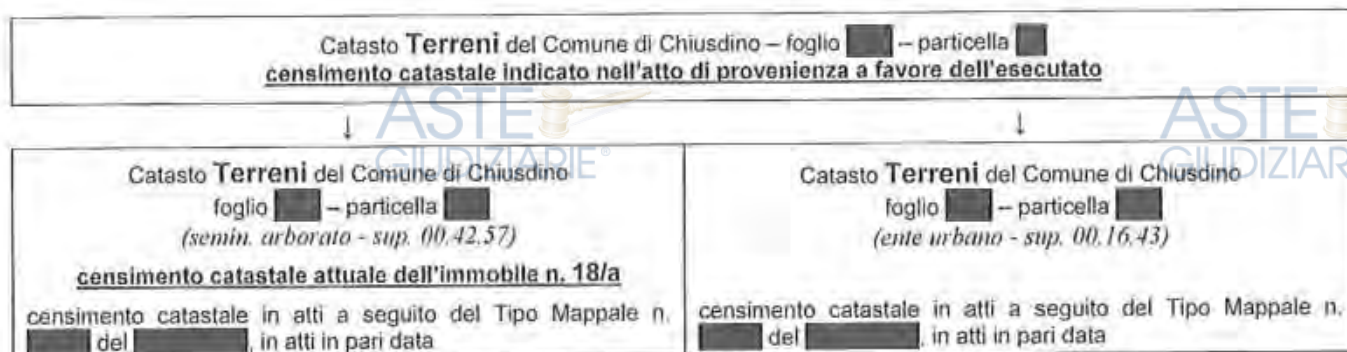 Catasto Terreni del Comune di Chiusdino – foglio – particella
censimento catastale indicato nell'atto di provenienza a favore dell'esecutato
↓ ↓
ASTE GIUDIZIARIE®
ASTE GIUDIZIAR
Catasto Terreni del Comune di Chiusdino
foglio – particella
(semin. arborato - sup. 00.42.57)
censimento catastale attuale dell'immobile n. 18/a
censimento catastale in atti a seguito del Tipo Mappale n.
del , in atti in pari data
Catasto Terreni del Comune di Chiusdino
foglio – particella
(ente urbano - sup. 00.16.43)
censimento catastale in atti a seguito del Tipo Mappale n.
del , in atti in pari data